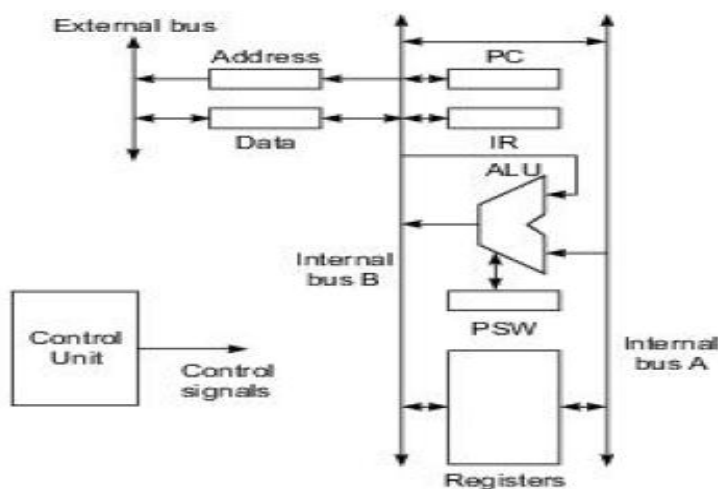 External bus
Address
PC
Data
IR
ALU
Internal
bus B
PSW
Control
Unit
Control
signals
Internal
bus A
Registers